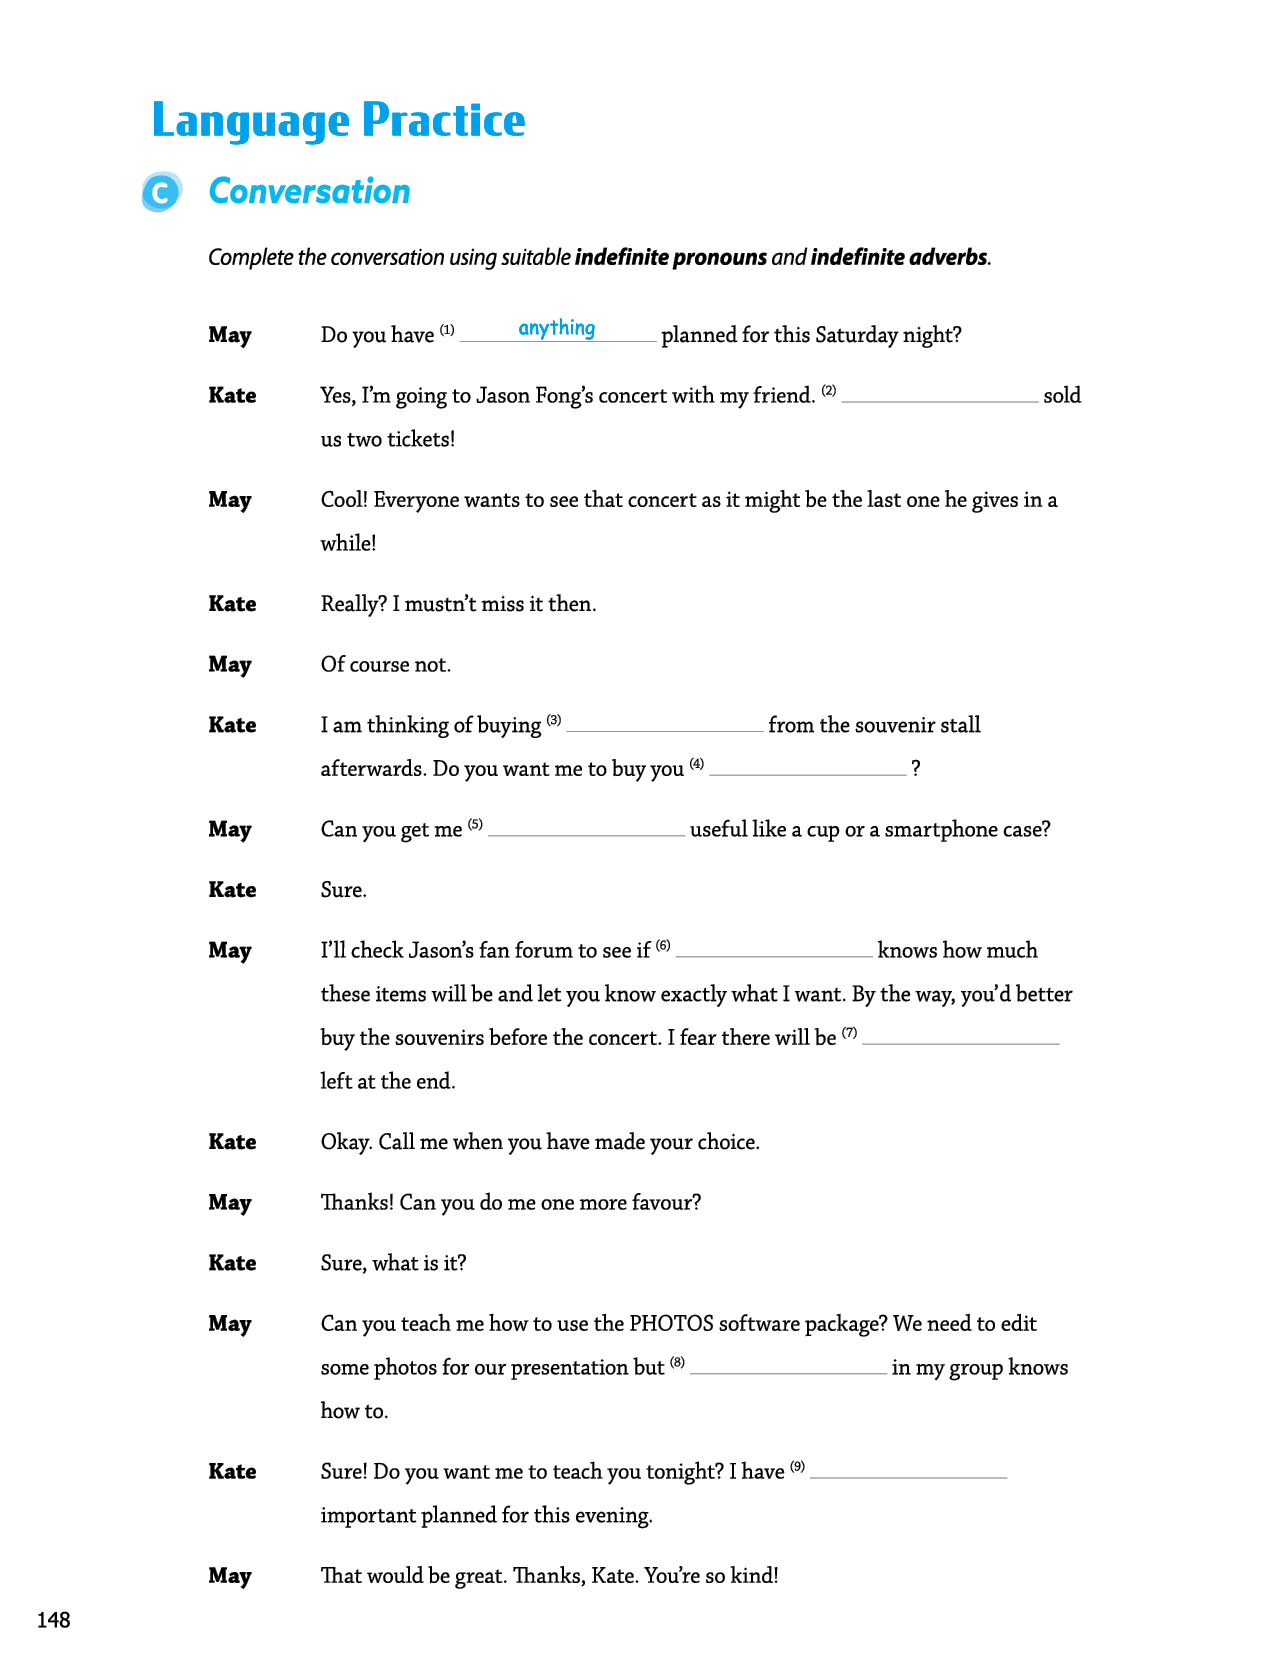 Language Practice
C Conversation
Complete the conversation using suitable indefinite pronouns and indefinite adverbs.
May Do you have (1) anything planned for this Saturday night?
Kate Yes, I'm going to Jason Fong's concert with my friend. (2) ____________ sold
us two tickets!
May Cool! Everyone wants to see that concert as it might be the last one he gives in a
while!
Kate Really? I mustn't miss it then.
May Of course not.
Kate I am thinking of buying (3) ____________ from the souvenir stall
afterwards. Do you want me to buy you (4) ____________ ?
May Can you get me (5) ____________ useful like a cup or a smartphone case?
Kate Sure.
May I'll check Jason's fan forum to see if (6) ____________ knows how much
these items will be and let you know exactly what I want. By the way, you'd better
buy the souvenirs before the concert. I fear there will be (7) ____________
left at the end.
Kate Okay. Call me when you have made your choice.
May Thanks! Can you do me one more favour?
Kate Sure, what is it?
May Can you teach me how to use the PHOTOS software package? We need to edit
some photos for our presentation but (8) ____________ in my group knows
how to.
Kate Sure! Do you want me to teach you tonight? I have (9) ____________
important planned for this evening.
May That would be great. Thanks, Kate. You're so kind!
148